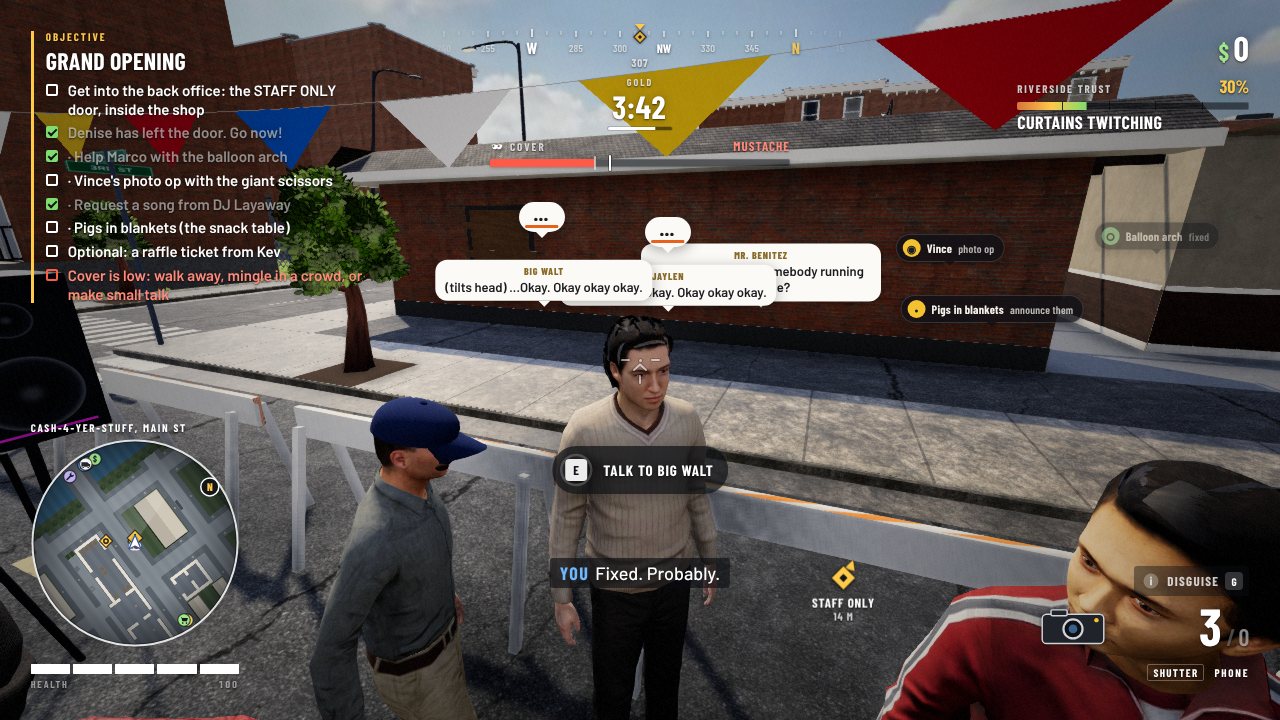 OBJECTIVE
GRAND OPENING
Get into the back office: the STAFF ONLY
door, inside the shop
Denise has left the door. Go now!
· Help Marco with the balloon arch
· Vince's photo op with the giant scissors
· Request a song from DJ Layaway
· Pigs in blankets (the snack table)
Optional: a raffle ticket from Kev
Cover is low: walk away, mingle in a crowd, or
make small talk
255 W 285 300 NW 330 345 N
307
GOLD
3:42
COVER MUSTACHE
$0
30%
RIVERSIDE TRUST
CURTAINS TWITCHING
...
...
BIG WALT
(tilts head) ...Okay. Okay okay okay.
JAYLEN
kay. Okay okay okay.
MR. BENITEZ
mebody running
e?
Vince photo op
Pigs in blankets announce them
Balloon arch fixed
E TALK TO BIG WALT
YOU Fixed. Probably.
STAFF ONLY
14 M
CASH-4-YER-STUFF, MAIN ST
N
$
HEALTH 100
i DISGUISE G
3 / 0
SHUTTER PHONE